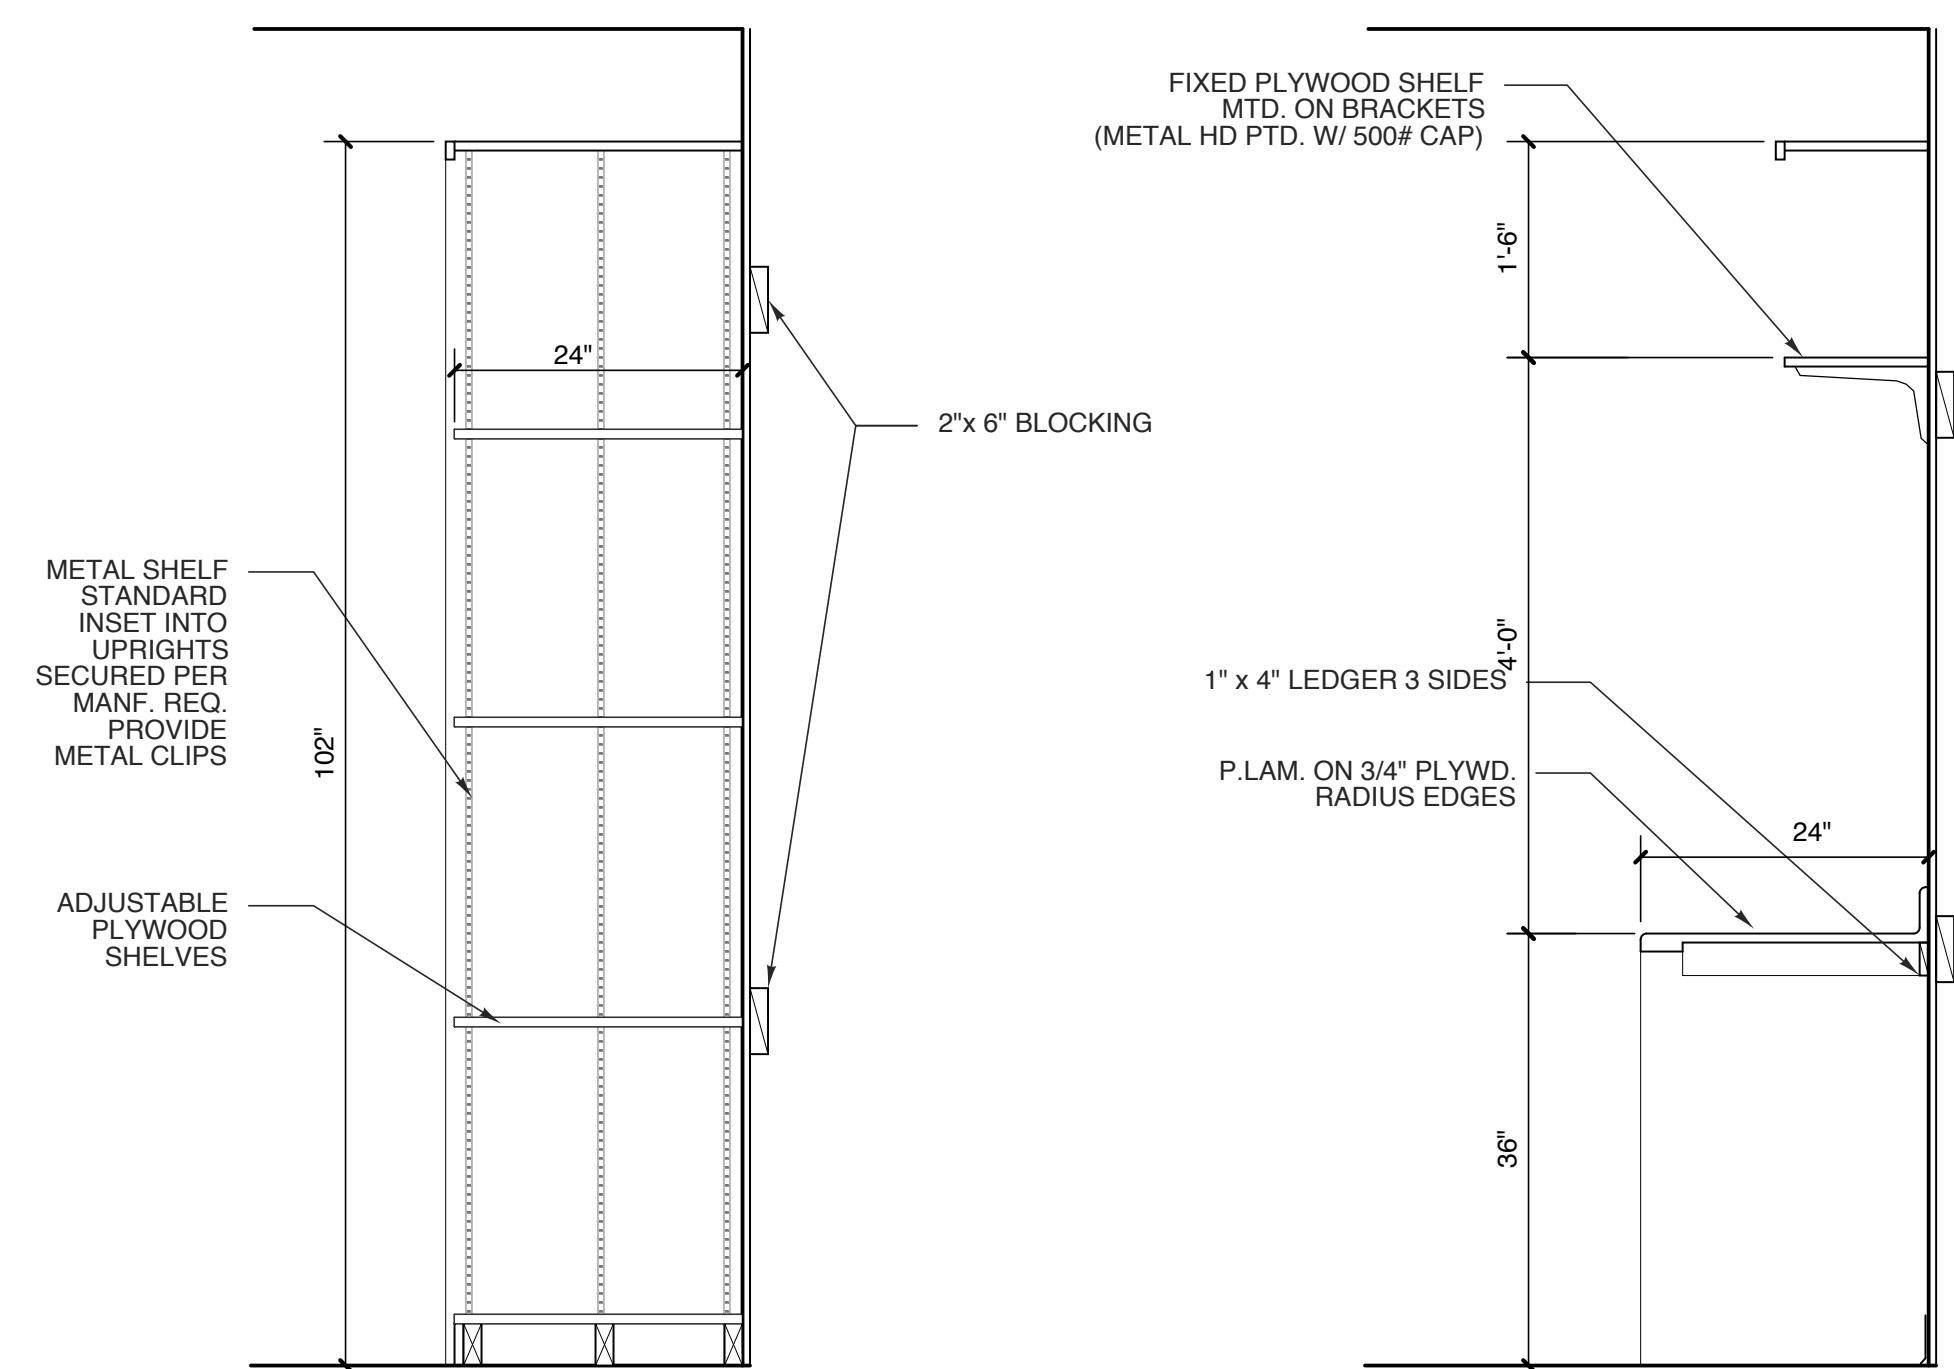 METAL SHELF
STANDARD
INSET INTO
UPRIGHTS
SECURED PER
MANF. REQ.
PROVIDE
METAL CLIPS
ADJUSTABLE
PLYWOOD
SHELVES
102"
24"
2"x 6" BLOCKING
FIXED PLYWOOD SHELF
MTD. ON BRACKETS
(METAL HD PTD. W/ 500# CAP)
1'-6"
4'-0"
1" x 4" LEDGER 3 SIDES
P.LAM. ON 3/4" PLYWD.
RADIUS EDGES
24"
36"